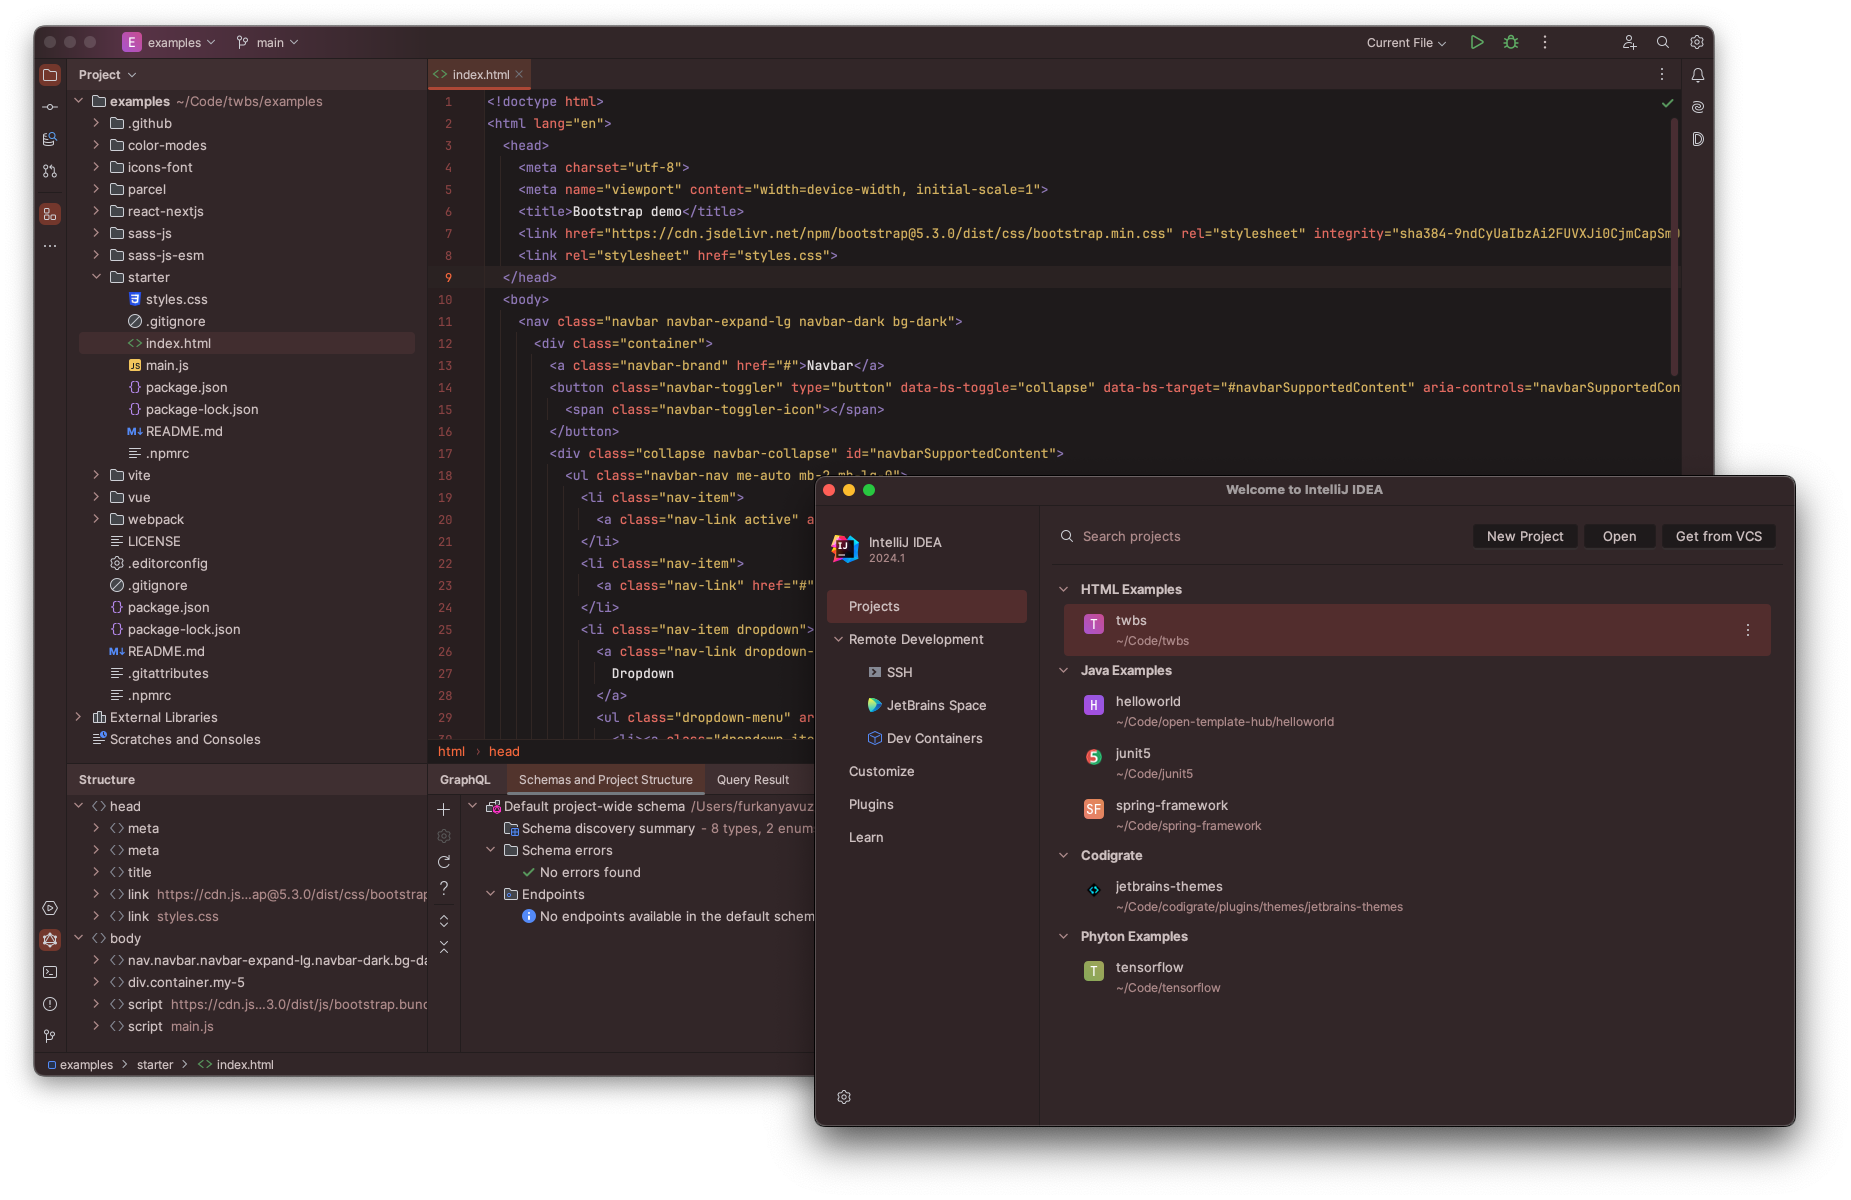 E examples main Current File
Project
examples ~/Code/twbs/examples
.github
color-modes
icons-font
parcel
react-nextjs
sass-js
sass-js-esm
starter
styles.css
.gitignore
index.html
JS main.js
package.json
package-lock.json
M↓ README.md
.npmrc
vite
vue
webpack
LICENSE
.editorconfig
.gitignore
package.json
package-lock.json
M↓ README.md
.gitattributes
.npmrc
External Libraries
Scratches and Consoles
Structure
head
meta
meta
title
link https://cdn.js...ap@5.3.0/dist/css/bootstrap
link styles.css
body
nav.navbar.navbar-expand-lg.navbar-dark.bg-da
div.container.my-5
script https://cdn.js...3.0/dist/js/bootstrap.bund
script main.js
examples > starter > index.html
index.html
1 <!doctype html>
2 <html lang="en">
3 <head>
4 <meta charset="utf-8">
5 <meta name="viewport" content="width=device-width, initial-scale=1">
6 <title>Bootstrap demo</title>
7 <link href="https://cdn.jsdelivr.net/npm/bootstrap@5.3.0/dist/css/bootstrap.min.css" rel="stylesheet" integrity="sha384-9ndCyUaIbzAi2FUVXJi0CjmCapSm
8 <link rel="stylesheet" href="styles.css">
9 </head>
10 <body>
11 <nav class="navbar navbar-expand-lg navbar-dark bg-dark">
12 <div class="container">
13 <a class="navbar-brand" href="#">Navbar</a>
14 <button class="navbar-toggler" type="button" data-bs-toggle="collapse" data-bs-target="#navbarSupportedContent" aria-controls="navbarSupportedCon
15 <span class="navbar-toggler-icon"></span>
16 </button>
17 <div class="collapse navbar-collapse" id="navbarSupportedContent">
18 <ul class="navbar-nav me-auto mb-2 mb-lg-0">
19 <li class="nav-item">
20 <a class="nav-link active" a
21 </li>
22 <li class="nav-item">
23 <a class="nav-link" href="#"
24 </li>
25 <li class="nav-item dropdown">
26 <a class="nav-link dropdown-
27 Dropdown
28 </a>
29 <ul class="dropdown-menu" ar
30 <li><a class="dropdown-ite
html > head
GraphQL Schemas and Project Structure Query Result
Default project-wide schema /Users/furkanyavuz
Schema discovery summary - 8 types, 2 enums
Schema errors
No errors found
Endpoints
No endpoints available in the default schem
Welcome to IntelliJ IDEA
IJ IntelliJ IDEA
2024.1
Projects
Remote Development
SSH
JetBrains Space
Dev Containers
Customize
Plugins
Learn
Search projects New Project Open Get from VCS
HTML Examples
T twbs
~/Code/twbs
Java Examples
H helloworld
~/Code/open-template-hub/helloworld
5 junit5
~/Code/junit5
SF spring-framework
~/Code/spring-framework
Codigrate
jetbrains-themes
~/Code/codigrate/plugins/themes/jetbrains-themes
Phyton Examples
T tensorflow
~/Code/tensorflow